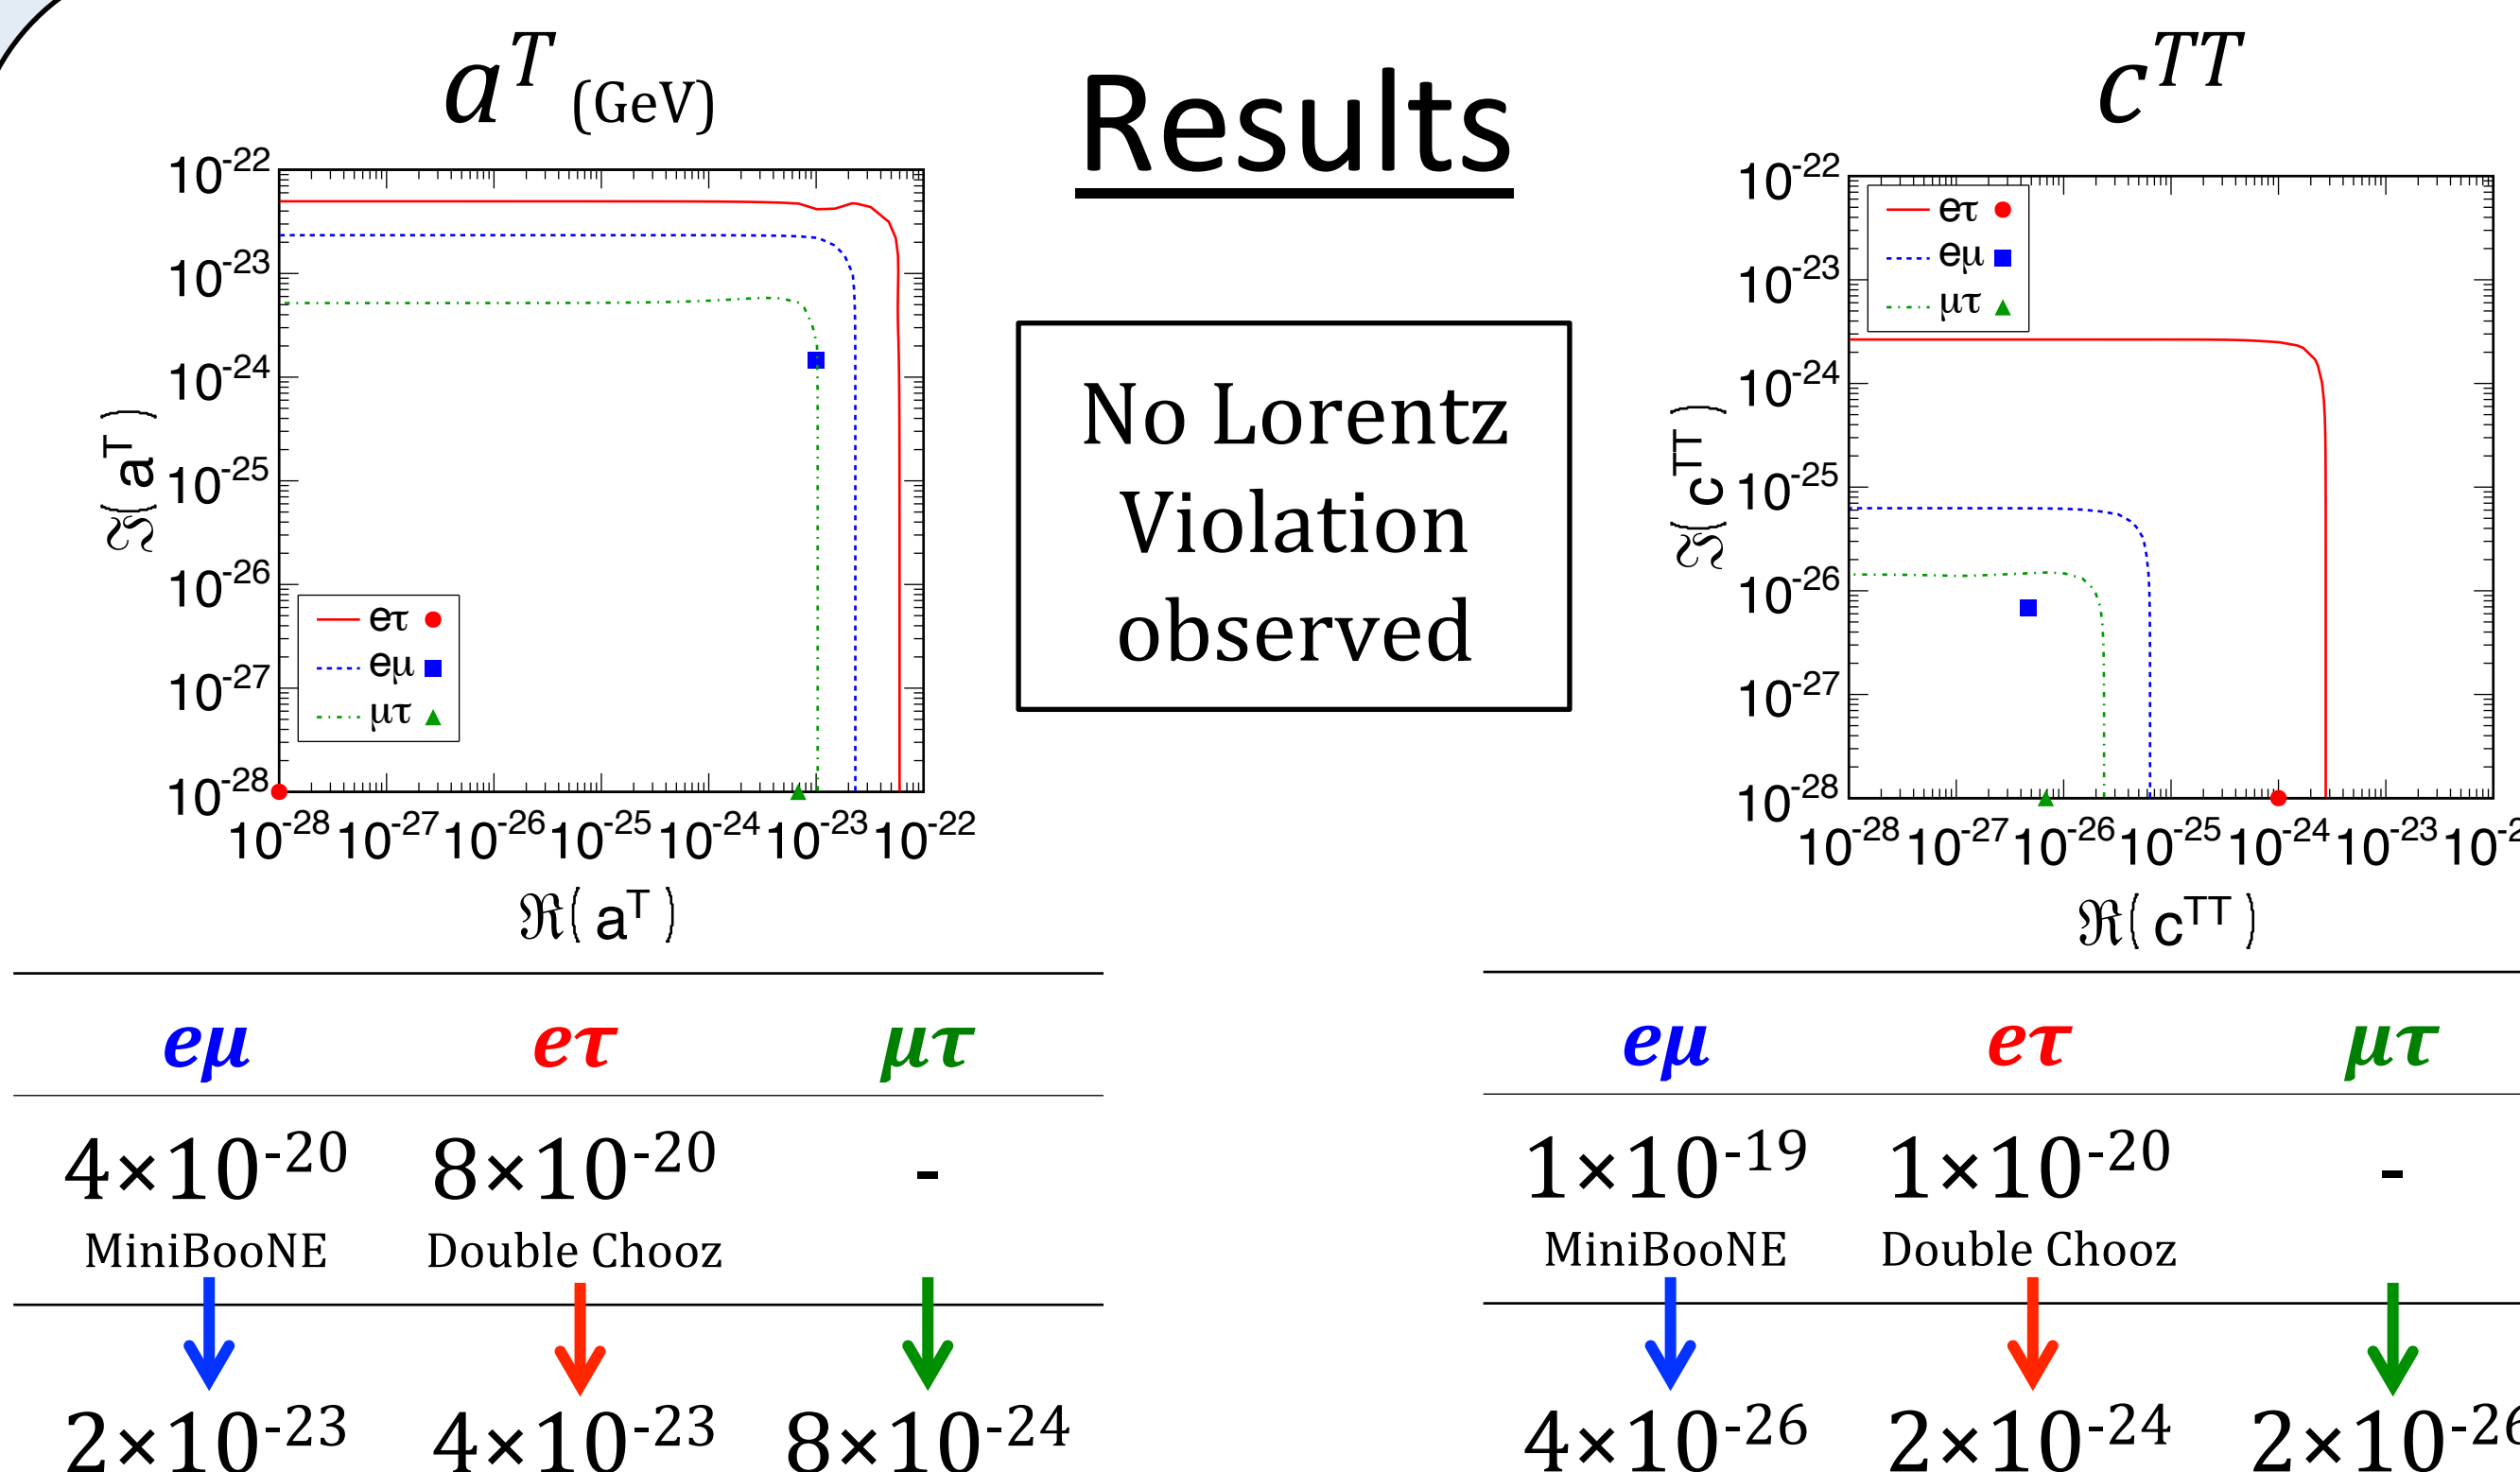 a^T (GeV)
Results
c^TT
10^-22
10^-23
10^-24
10^-25
10^-26
10^-27
10^-28
ℑ( a^T )
eτ
eμ
μτ
10^-28 10^-27 10^-26 10^-25 10^-24 10^-23 10^-22
ℜ( a^T )
No Lorentz
Violation
observed
10^-22
10^-23
10^-24
10^-25
10^-26
10^-27
10^-28
ℑ( c^TT )
eτ
eμ
μτ
10^-28 10^-27 10^-26 10^-25 10^-24 10^-23 10^-2
ℜ( c^TT )
eμ eτ μτ
4×10^-20 8×10^-20 -
MiniBooNE Double Chooz
2×10^-23 4×10^-23 8×10^-24
eμ eτ μτ
1×10^-19 1×10^-20 -
MiniBooNE Double Chooz
4×10^-26 2×10^-24 2×10^-26